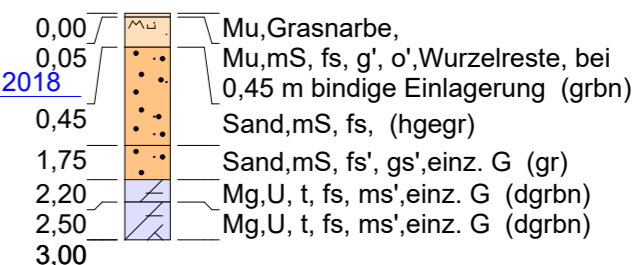 0,00 Mu,Grasnarbe,
0,05 Mu,mS, fs, g', o',Wurzelreste, bei
2018 0,45 m bindige Einlagerung (grbn)
0,45 Sand,mS, fs, (hgegr)
1,75 Sand,mS, fs', gs',einz. G (gr)
2,20 Mg,U, t, fs, ms',einz. G (dgrbn)
2,50 Mg,U, t, fs, ms',einz. G (dgrbn)
3,00
Mu